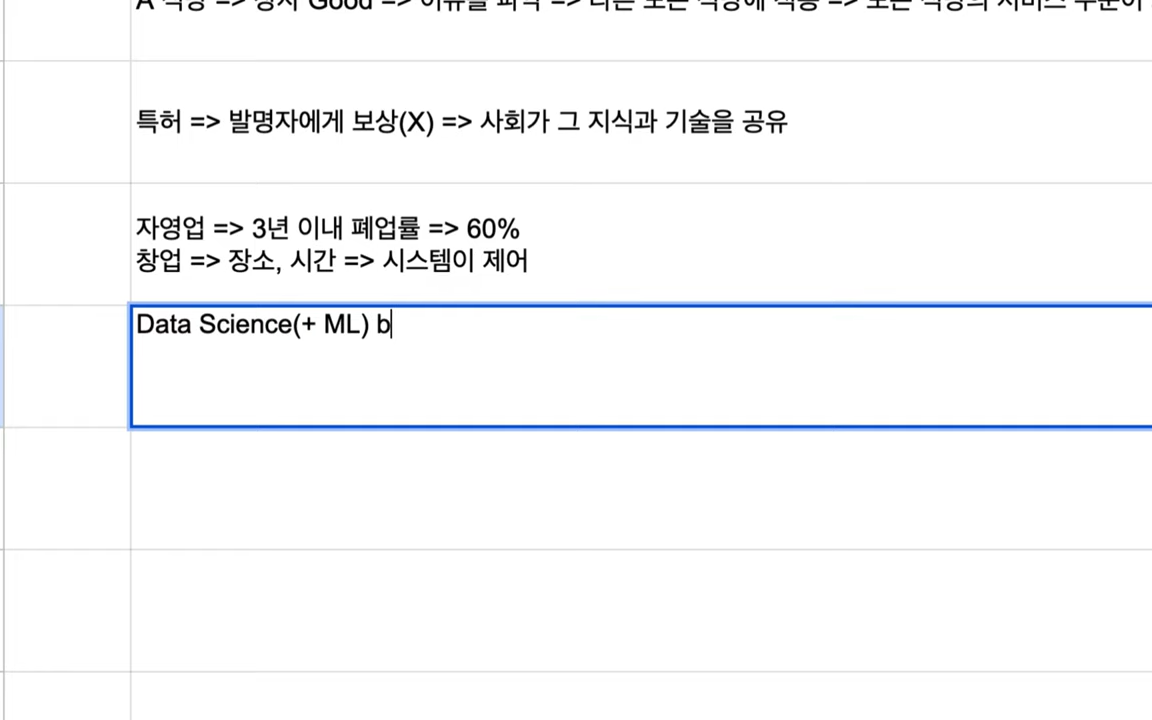 특허 => 발명자에게 보상(X) => 사회가 그 지식과 기술을 공유
자영업 => 3년 이내 폐업률 => 60%
창업 => 장소, 시간 => 시스템이 제어
Data Science(+ ML) b